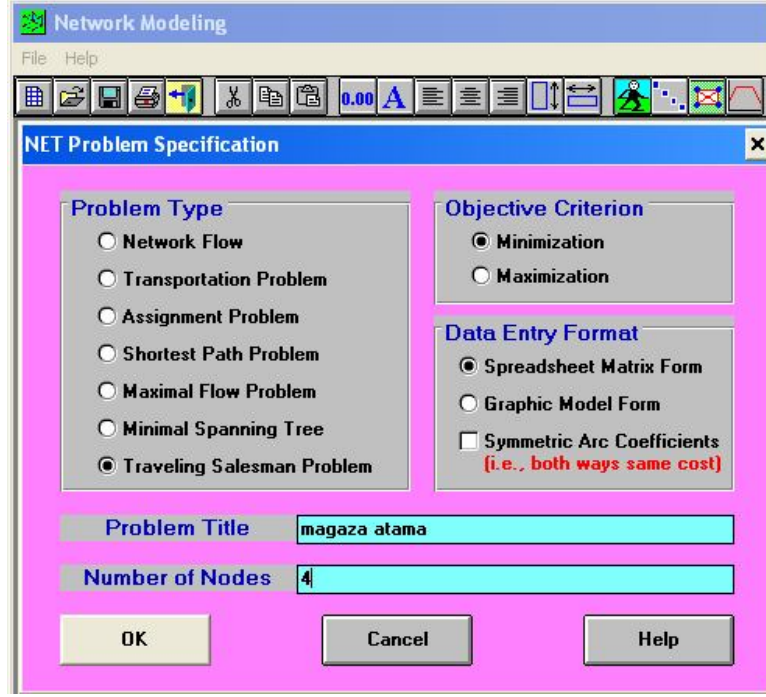 Network Modeling
File Help
0.00 A
NET Problem Specification
Problem Type
Network Flow
Transportation Problem
Assignment Problem
Shortest Path Problem
Maximal Flow Problem
Minimal Spanning Tree
Traveling Salesman Problem
Objective Criterion
Minimization
Maximization
Data Entry Format
Spreadsheet Matrix Form
Graphic Model Form
Symmetric Arc Coefficients
(i.e., both ways same cost)
Problem Title magaza atama
Number of Nodes 4
OK Cancel Help